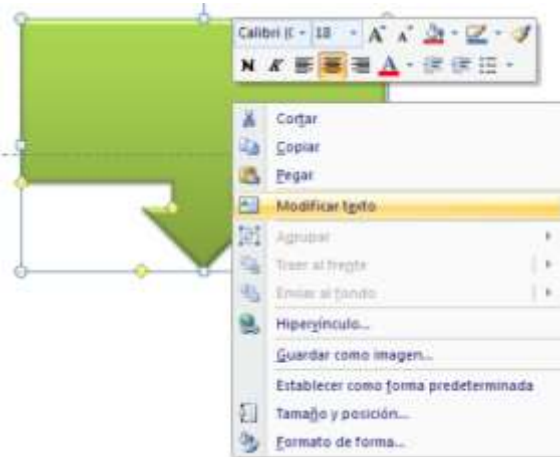 Calibri (C 18 A A
N K A
Cortar
Copiar
Pegar
Modificar texto
Agrupar
Traer al frente
Enviar al fondo
Hipervínculo...
Guardar como imagen...
Establecer como forma predeterminada
Tamaño y posición...
Formato de forma...